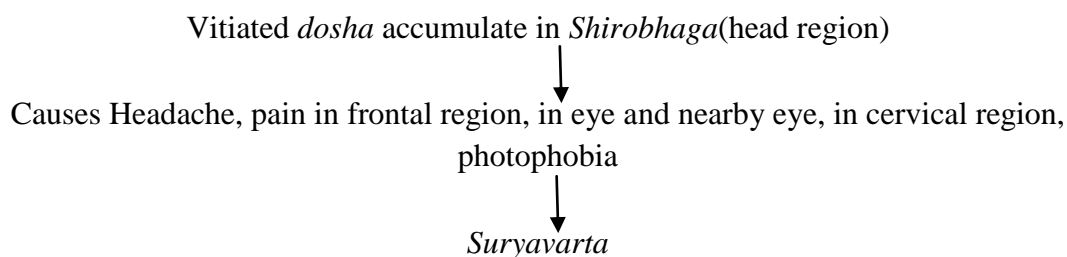 Vitiated dosha accumulate in Shirobhaga(head region)
Causes Headache, pain in frontal region, in eye and nearby eye, in cervical region,
photophobia
Suryavarta